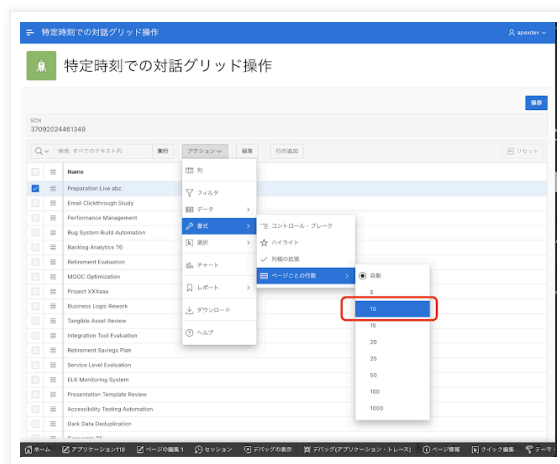 特定時刻での対話グリッド操作
apexdev
特定時刻での対話グリッド操作
保存
SCN
37092024461349
検索: すべてのテキスト列
実行
アクション
編集
行の追加
リセット
Name
Preparation Live abc
Email Clickthrough Study
Performance Management
Bug System Build Automation
Backlog Analytics 76
Retirement Evaluation
MOOC Optimization
Project XXXaaa
Business Logic Rework
Tangible Asset Review
Integration Tool Evaluation
Retirement Savings Plan
Service Level Evaluation
ELK Monitoring System
Presentation Template Review
Accessibility Testing Automation
Dark Data Deduplication
列
フィルタ
データ
書式
選択
チャート
レポート
ダウンロード
ヘルプ
コントロール・ブレーク
ハイライト
列幅の拡張
ページごとの行数
自動
5
10
15
20
25
50
100
1000
ホーム
アプリケーション113
ページの編集 1
セッション
デバッグの表示
デバッグ(アプリケーション・トレース)
ページ情報
クイック編集
テーマ